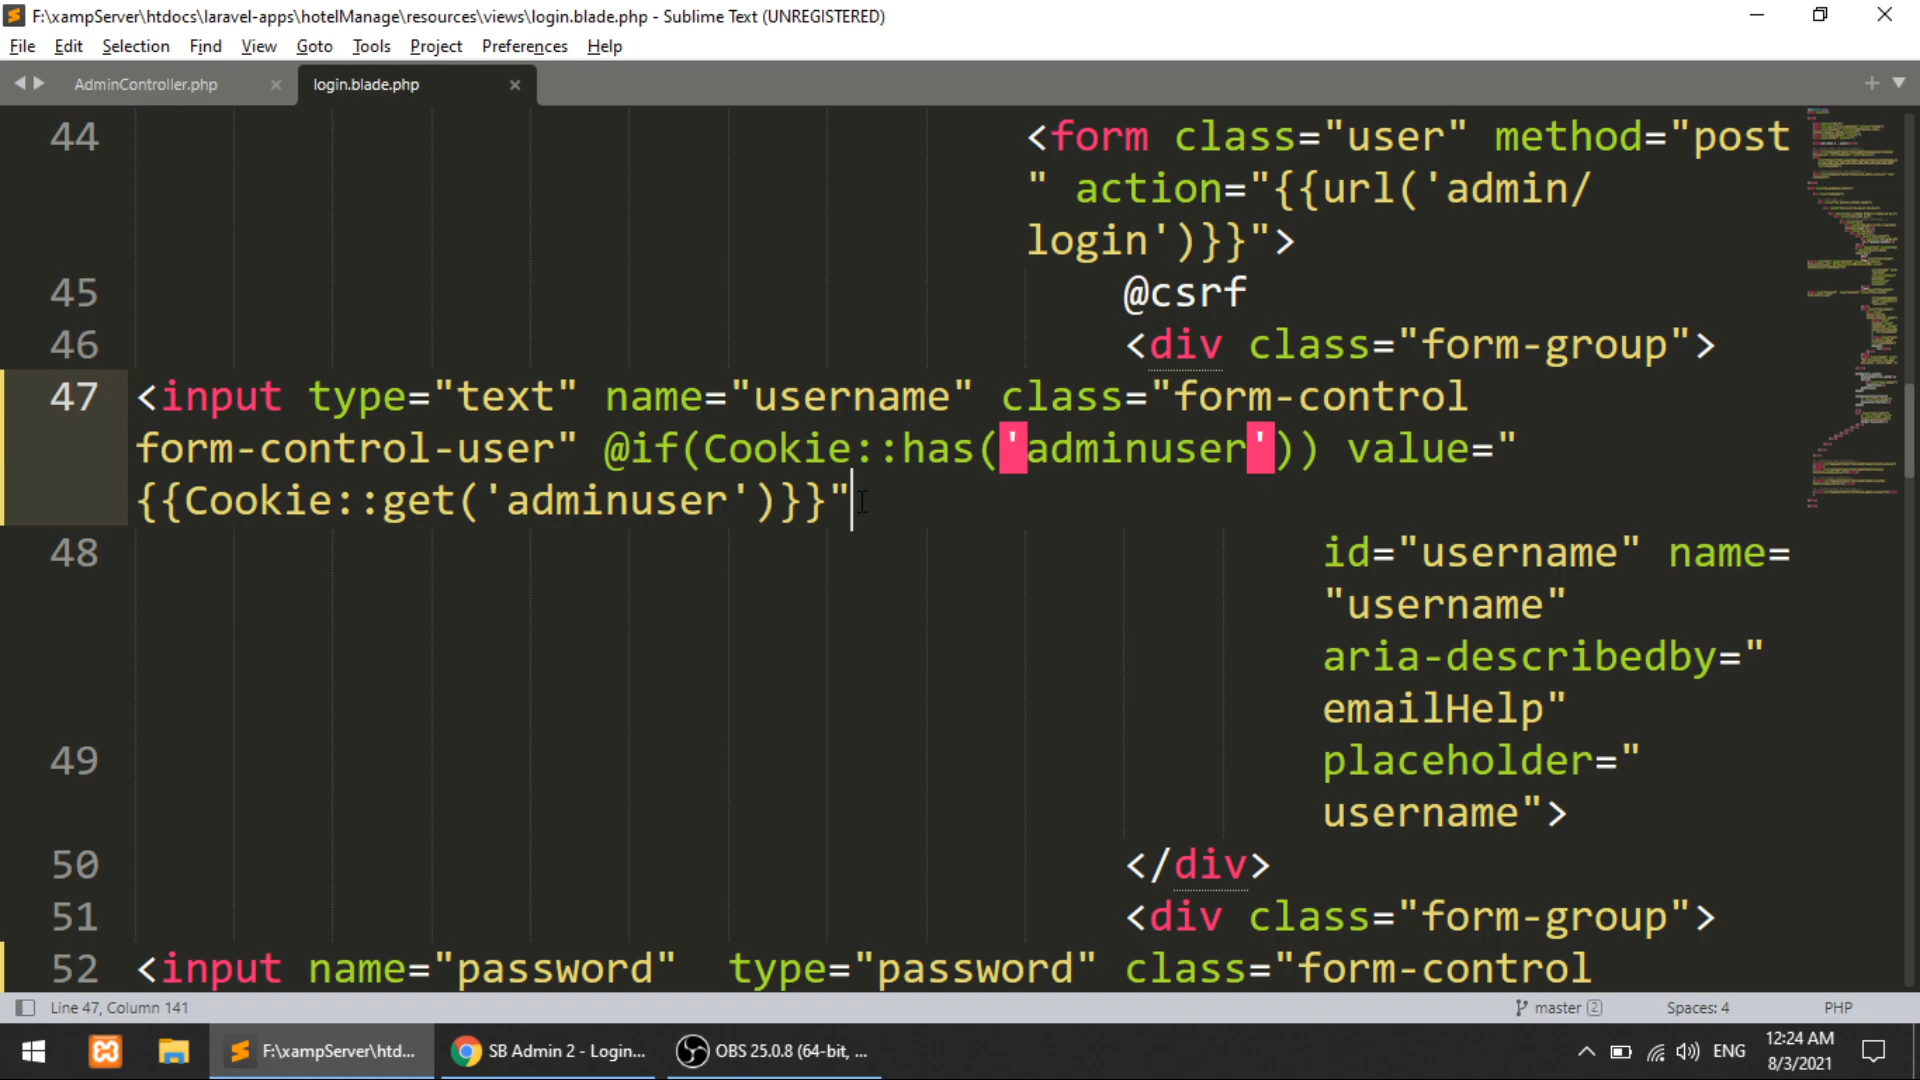 F:\xampServer\htdocs\laravel-apps\hotelManage\resources\views\login.blade.php - Sublime Text (UNREGISTERED)
File Edit Selection Find View Goto Tools Project Preferences Help
AdminController.php × login.blade.php ×
44 <form class="user" method="post
" action="{{url('admin/
login')}}">
45 @csrf
46 <div class="form-group">
47 <input type="text" name="username" class="form-control
form-control-user" @if(Cookie::has('adminuser')) value="
{{Cookie::get('adminuser')}}"
48 id="username" name=
"username"
aria-describedby="
emailHelp"
49 placeholder="
username">
50 </div>
51 <div class="form-group">
52 <input name="password"  type="password" class="form-control
Line 47, Column 141 master 2 Spaces: 4 PHP
F:\xampServer\htd... SB Admin 2 - Login... OBS 25.0.8 (64-bit, ... ENG 12:24 AM
8/3/2021